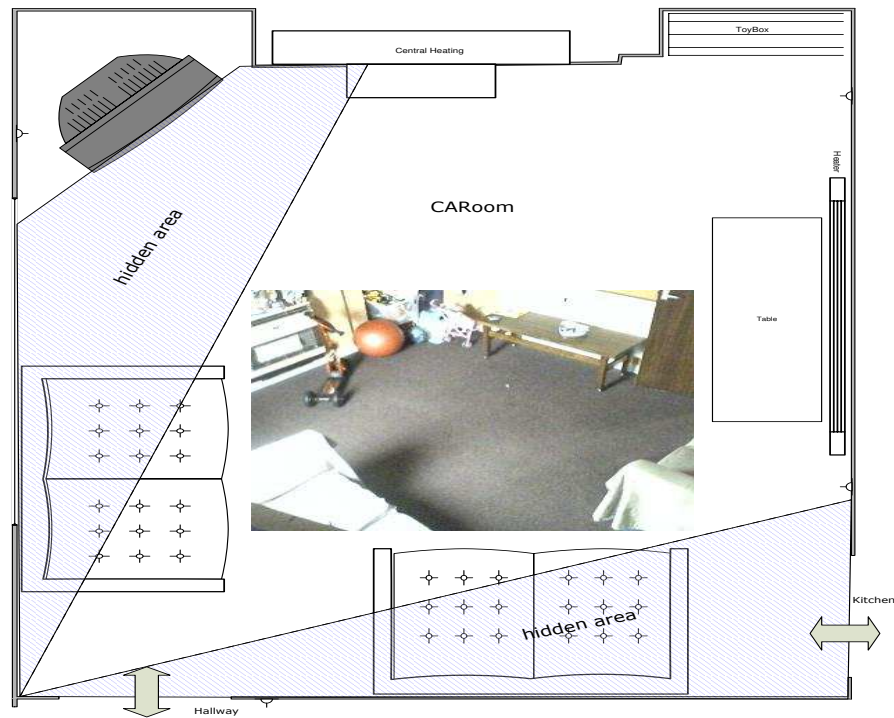 Central Heating
ToyBox
Heater
CARoom
hidden area
Table
hidden area
Kitchen
Hallway